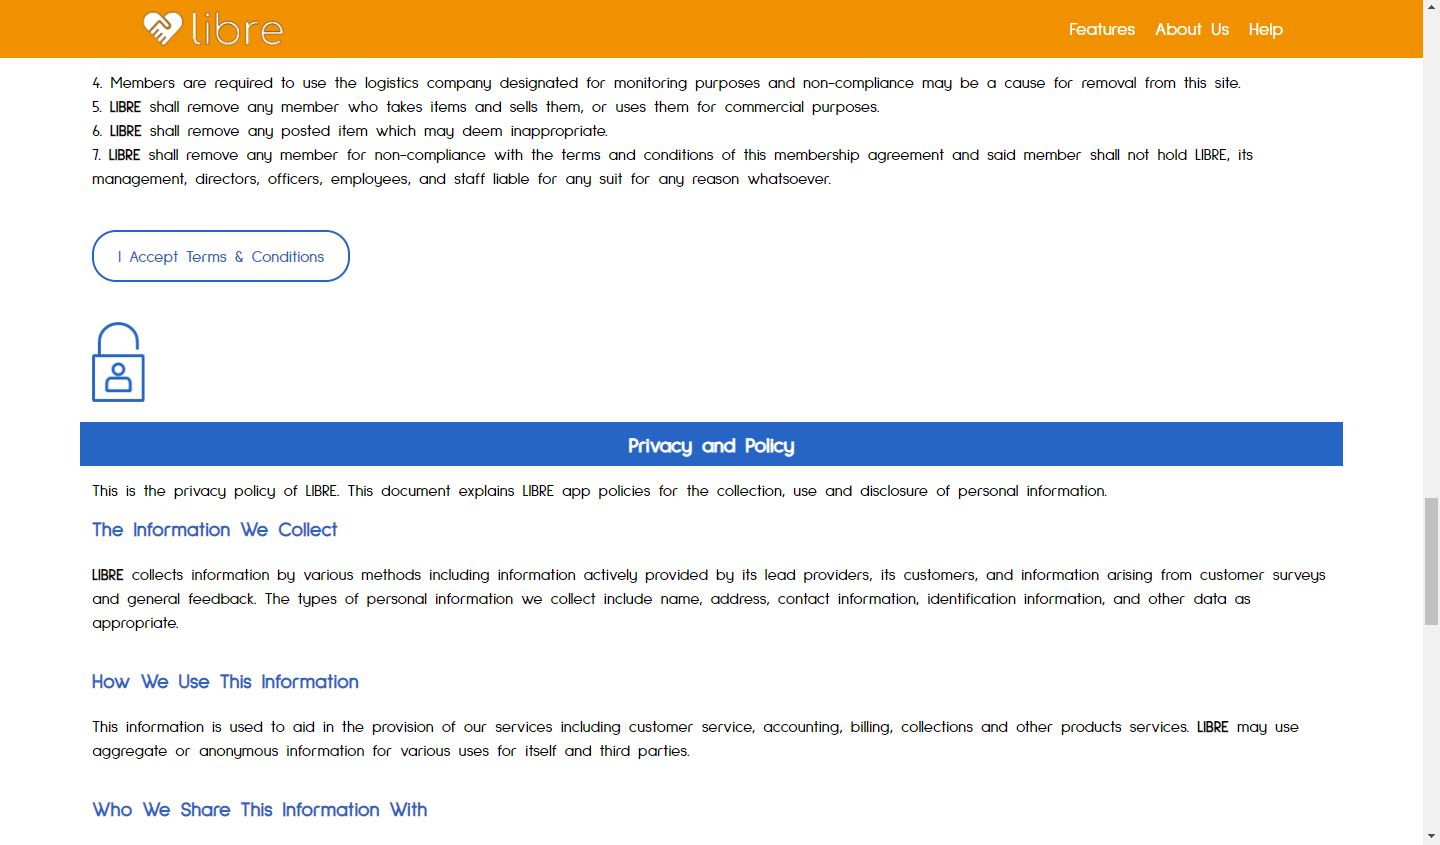 libre
Features About Us Help
4. Members are required to use the logistics company designated for monitoring purposes and non-compliance may be a cause for removal from this site.
5. LIBRE shall remove any member who takes items and sells them, or uses them for commercial purposes.
6. LIBRE shall remove any posted item which may deem inappropriate.
7. LIBRE shall remove any member for non-compliance with the terms and conditions of this membership agreement and said member shall not hold LIBRE, its
management, directors, officers, employees, and staff liable for any suit for any reason whatsoever.
I Accept Terms & Conditions
Privacy and Policy
This is the privacy policy of LIBRE. This document explains LIBRE app policies for the collection, use and disclosure of personal information.
The Information We Collect
LIBRE collects information by various methods including information actively provided by its lead providers, its customers, and information arising from customer surveys
and general feedback. The types of personal information we collect include name, address, contact information, identification information, and other data as
appropriate.
How We Use This Information
This information is used to aid in the provision of our services including customer service, accounting, billing, collections and other products services. LIBRE may use
aggregate or anonymous information for various uses for itself and third parties.
Who We Share This Information With